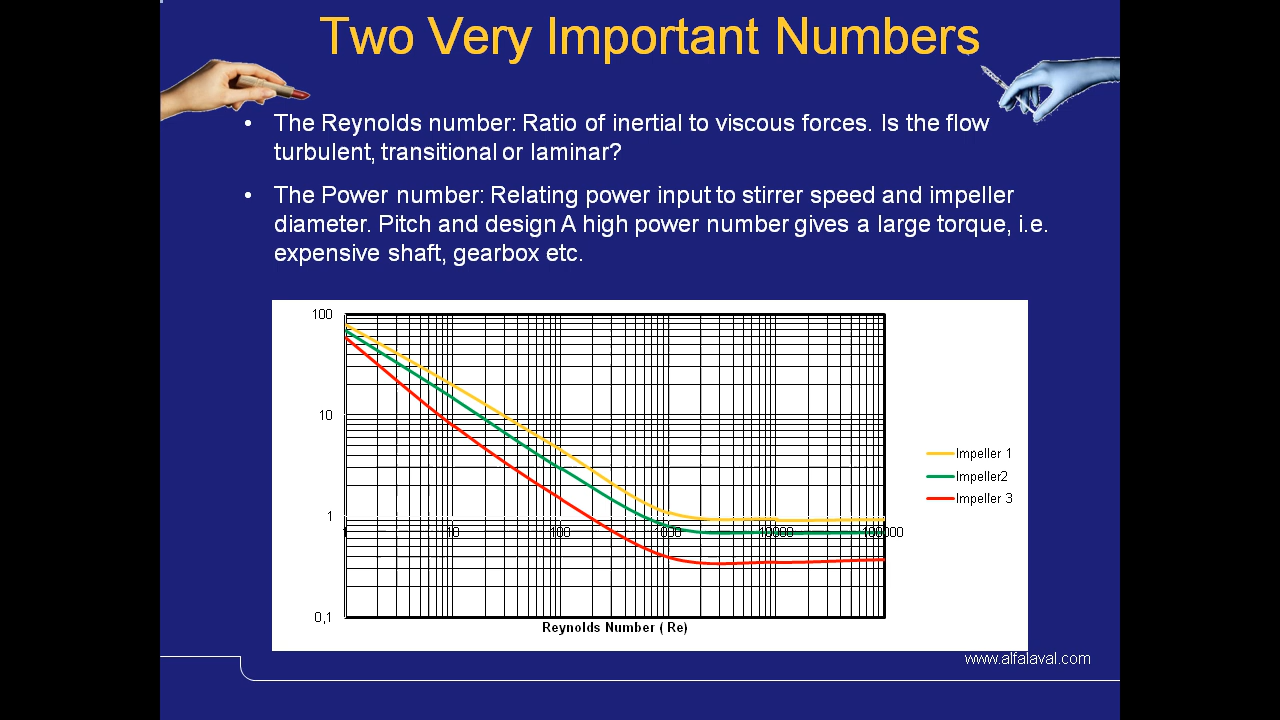 Two Very Important Numbers
• The Reynolds number: Ratio of inertial to viscous forces. Is the flow
turbulent, transitional or laminar?
• The Power number: Relating power input to stirrer speed and impeller
diameter. Pitch and design A high power number gives a large torque, i.e.
expensive shaft, gearbox etc.
100
10
1
0,1
1 10 100 1000 10000 100000
Reynolds Number ( Re)
Impeller 1
Impeller2
Impeller 3
www.alfalaval.com